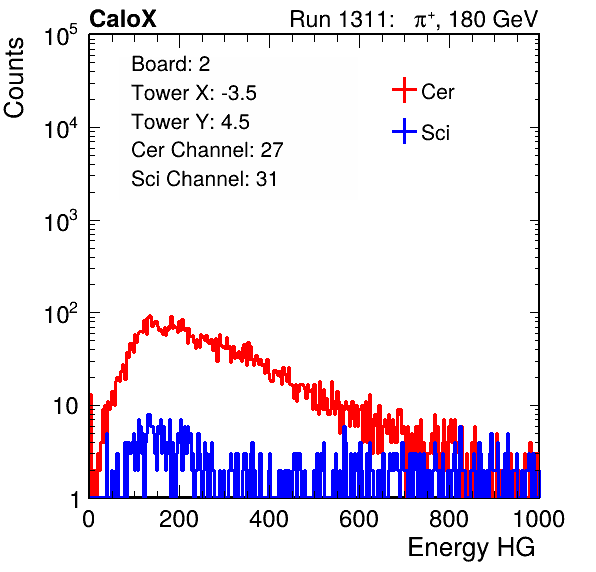 CaloX Run 1311: π⁺, 180 GeV
Board: 2
Tower X: -3.5
Tower Y: 4.5
Cer Channel: 27
Sci Channel: 31
Cer
Sci
Counts
10⁵
10⁴
10³
10²
10
1
0 200 400 600 800 1000
Energy HG